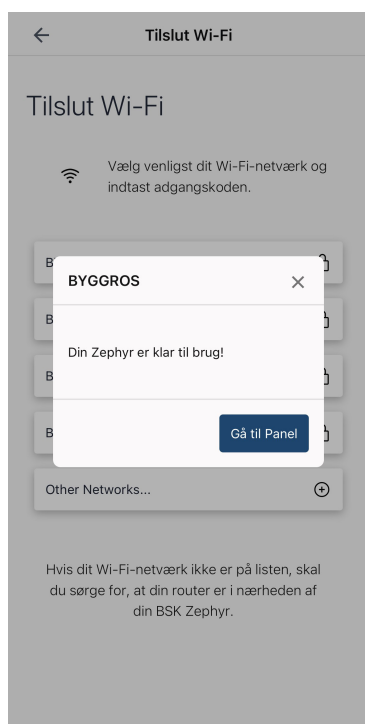 Tilslut Wi-Fi
Tilslut Wi-Fi
Vælg venligst dit Wi-Fi-netværk og
indtast adgangskoden.
B
BYGGROS
B
Din Zephyr er klar til brug!
B
B
Gå til Panel
Other Networks...
Hvis dit Wi-Fi-netværk ikke er på listen, skal
du sørge for, at din router er i nærheden af
din BSK Zephyr.